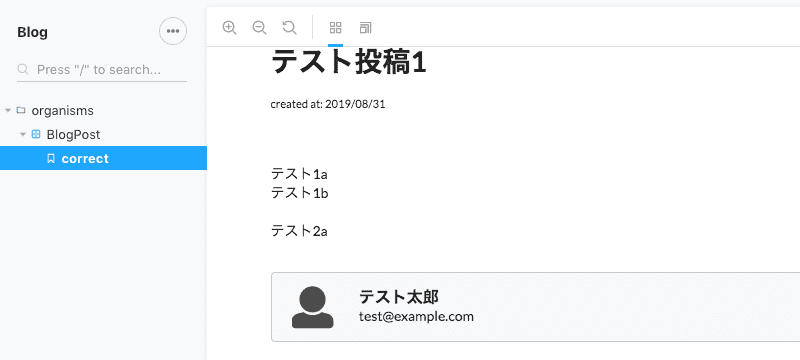 Blog
Press "/" to search...
organisms
BlogPost
correct
テスト投稿1
created at: 2019/08/31
テスト1a
テスト1b
テスト2a
テスト太郎
test@example.com